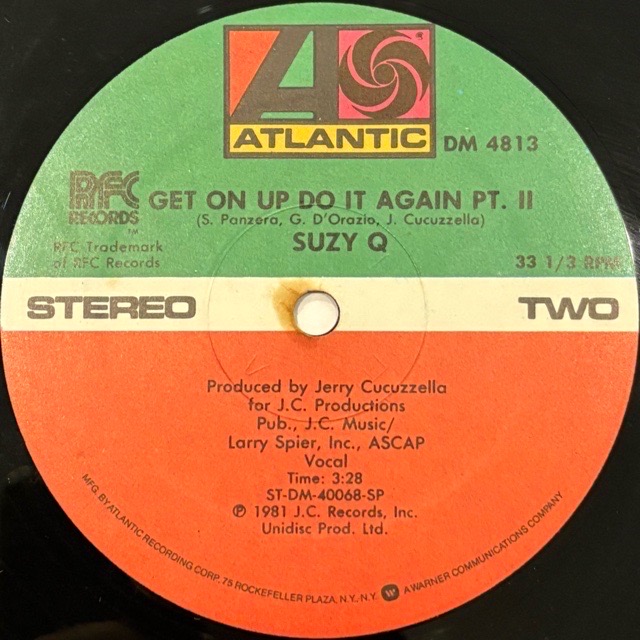 ATLANTIC
DM 4813
RFC
RECORDS
™
GET ON UP DO IT AGAIN PT. II
(S. Panzera, G. D'Orazio, J. Cucuzzella)
SUZY Q
RFC Trademark
of RFC Records
33 1/3 RPM
STEREO
TWO
Produced by Jerry Cucuzzella
for J.C. Productions
Pub., J.C. Music/
Larry Spier, Inc., ASCAP
Vocal
Time: 3:28
ST-DM-40068-SP
℗ 1981 J.C. Records, Inc.
Unidisc Prod. Ltd.
MFG. BY ATLANTIC RECORDING CORP. 75 ROCKEFELLER PLAZA, N.Y., N.Y. W A WARNER COMMUNICATIONS COMPANY